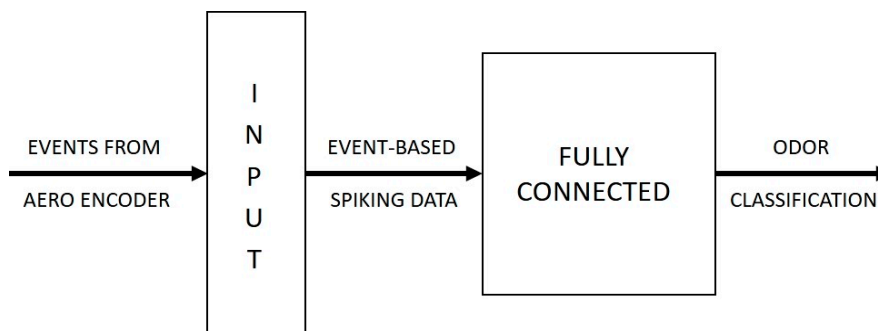 EVENTS FROM
AERO ENCODER
I
N
P
U
T
EVENT-BASED
SPIKING DATA
FULLY
CONNECTED
ODOR
CLASSIFICATION